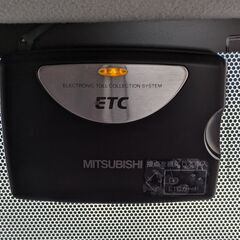 ELECTRONIC TOLL COLLECTION SYSTEM
ETC
MITSUBISHI